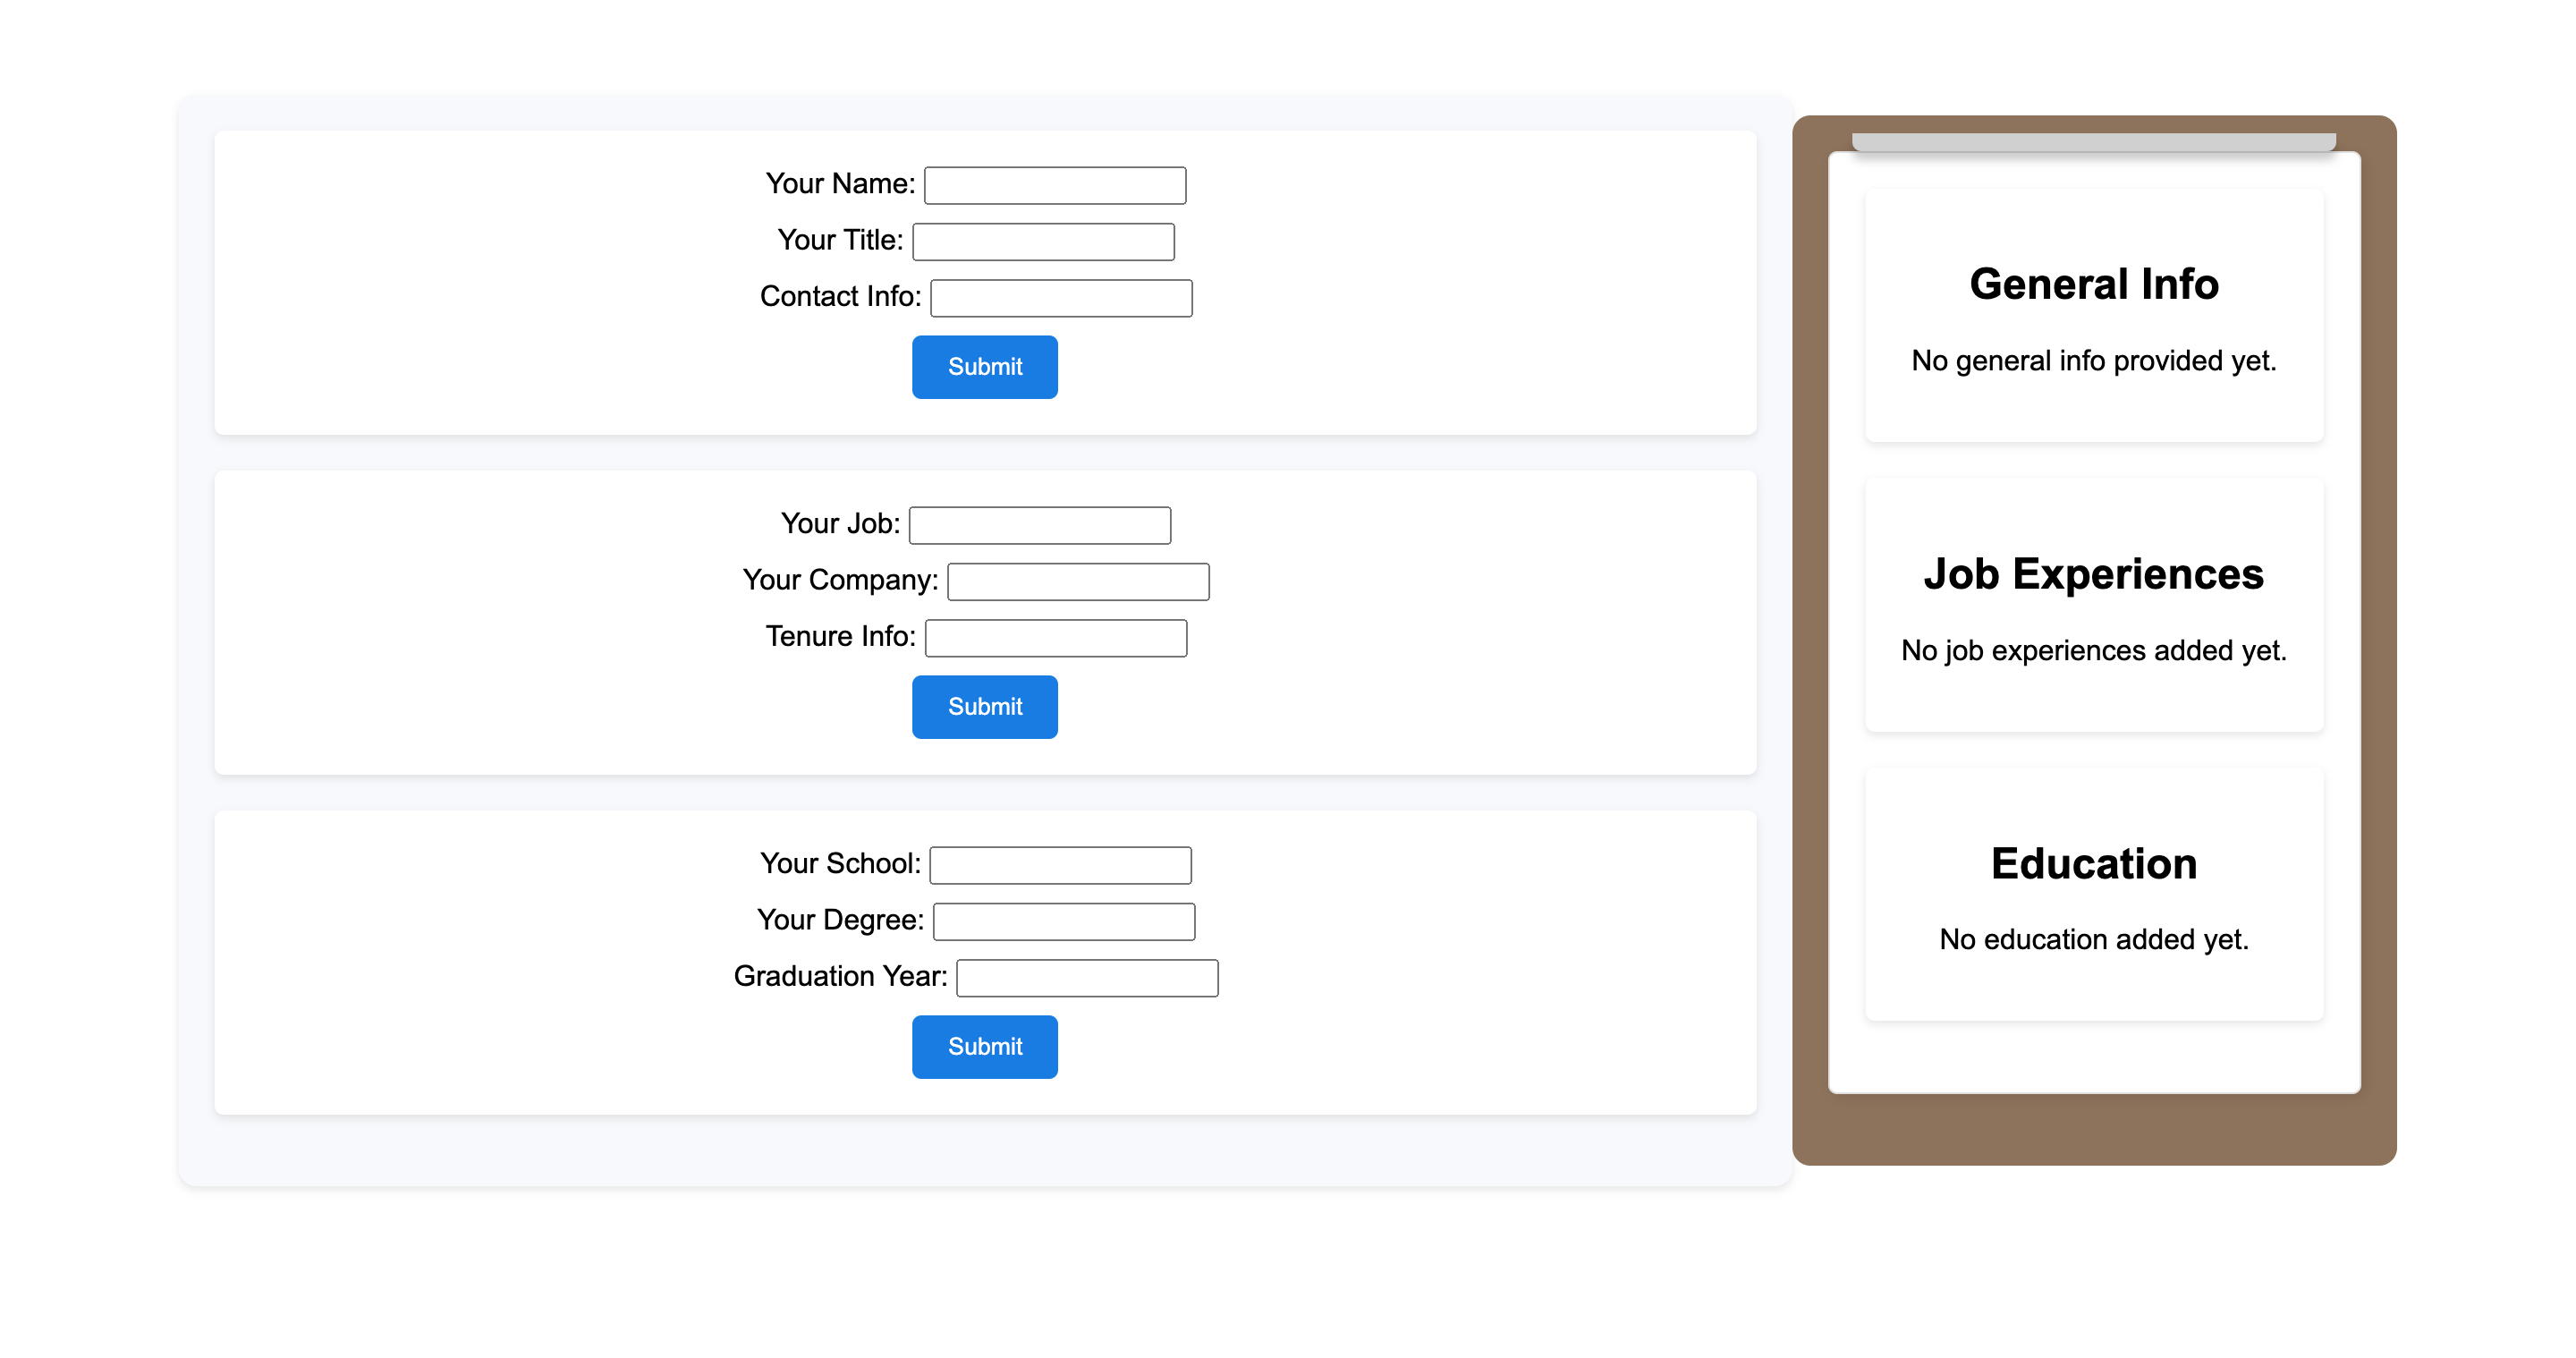 Your Name:
Your Title:
Contact Info:
Submit
Your Job:
Your Company:
Tenure Info:
Submit
Your School:
Your Degree:
Graduation Year:
Submit
General Info
No general info provided yet.
Job Experiences
No job experiences added yet.
Education
No education added yet.